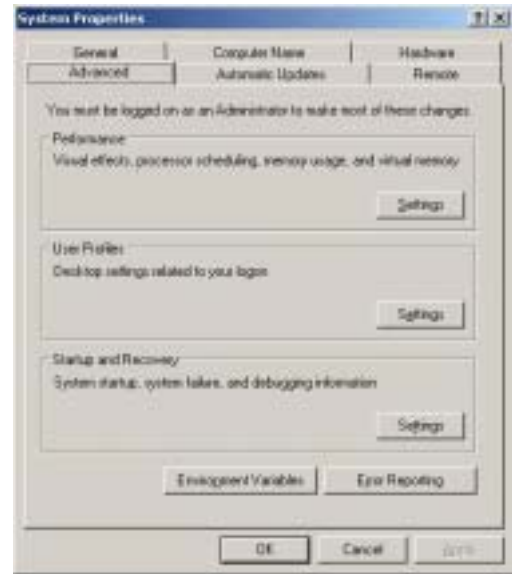 System Properties
General Computer Name Hardware
Advanced Automatic Updates Remote
You must be logged on as an Administrator to make most of these changes.
Performance
Visual effects, processor scheduling, memory usage, and virtual memory
Settings
User Profiles
Desktop settings related to your logon
Settings
Startup and Recovery
System startup, system failure, and debugging information
Settings
Environment Variables Error Reporting
OK Cancel Apply